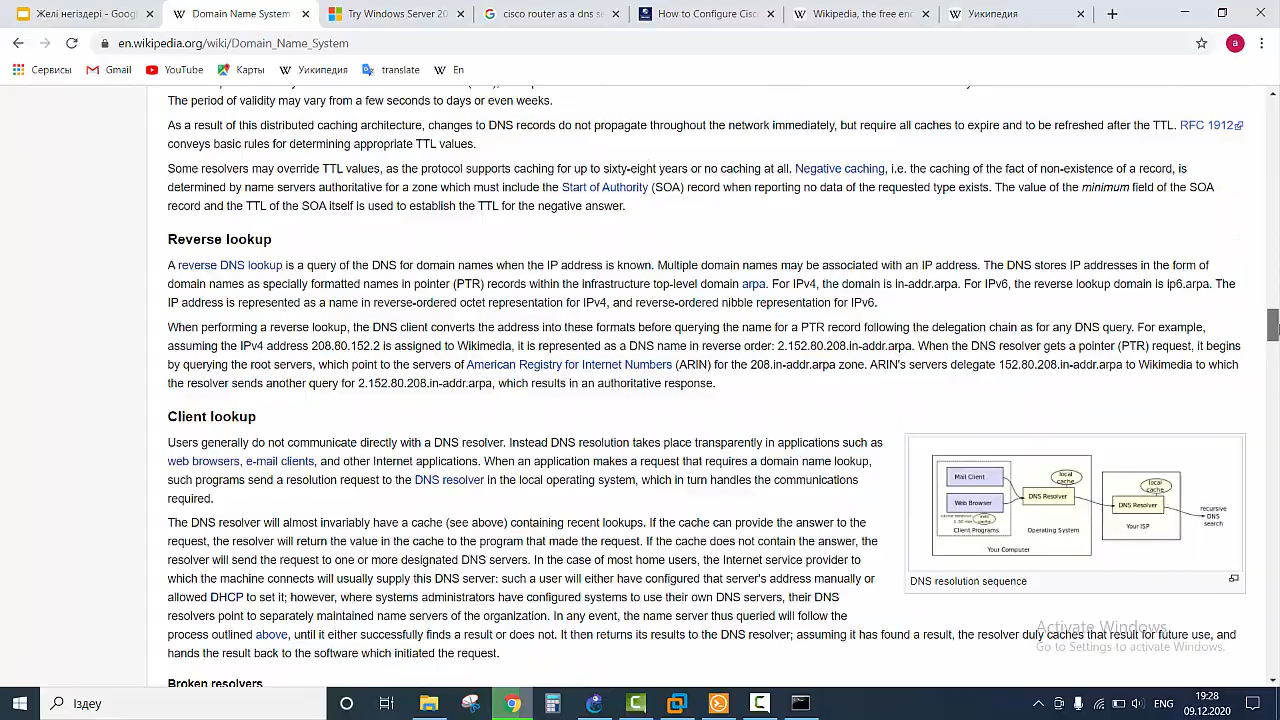 Желі негіздері - Googl
Domain Name System
Try Windows Server 20
cisco router as a dns se
How to Configure Cisc
Wikipedia, the free enc
Уикипедия
en.wikipedia.org/wiki/Domain_Name_System
a
Сервисы
Gmail
YouTube
Карты
Уикипедия
translate
En
The period of validity may vary from a few seconds to days or even weeks.
As a result of this distributed caching architecture, changes to DNS records do not propagate throughout the network immediately, but require all caches to expire and to be refreshed after the TTL. RFC 1912
conveys basic rules for determining appropriate TTL values.
Some resolvers may override TTL values, as the protocol supports caching for up to sixty-eight years or no caching at all. Negative caching, i.e. the caching of the fact of non-existence of a record, is
determined by name servers authoritative for a zone which must include the Start of Authority (SOA) record when reporting no data of the requested type exists. The value of the minimum field of the SOA
record and the TTL of the SOA itself is used to establish the TTL for the negative answer.
Reverse lookup
A reverse DNS lookup is a query of the DNS for domain names when the IP address is known. Multiple domain names may be associated with an IP address. The DNS stores IP addresses in the form of
domain names as specially formatted names in pointer (PTR) records within the infrastructure top-level domain arpa. For IPv4, the domain is in-addr.arpa. For IPv6, the reverse lookup domain is ip6.arpa. The
IP address is represented as a name in reverse-ordered octet representation for IPv4, and reverse-ordered nibble representation for IPv6.
When performing a reverse lookup, the DNS client converts the address into these formats before querying the name for a PTR record following the delegation chain as for any DNS query. For example,
assuming the IPv4 address 208.80.152.2 is assigned to Wikimedia, it is represented as a DNS name in reverse order: 2.152.80.208.in-addr.arpa. When the DNS resolver gets a pointer (PTR) request, it begins
by querying the root servers, which point to the servers of American Registry for Internet Numbers (ARIN) for the 208.in-addr.arpa zone. ARIN's servers delegate 152.80.208.in-addr.arpa to Wikimedia to which
the resolver sends another query for 2.152.80.208.in-addr.arpa, which results in an authoritative response.
Client lookup
Users generally do not communicate directly with a DNS resolver. Instead DNS resolution takes place transparently in applications such as
web browsers, e-mail clients, and other Internet applications. When an application makes a request that requires a domain name lookup,
such programs send a resolution request to the DNS resolver in the local operating system, which in turn handles the communications
required.
The DNS resolver will almost invariably have a cache (see above) containing recent lookups. If the cache can provide the answer to the
request, the resolver will return the value in the cache to the program that made the request. If the cache does not contain the answer, the
resolver will send the request to one or more designated DNS servers. In the case of most home users, the Internet service provider to
which the machine connects will usually supply this DNS server: such a user will either have configured that server's address manually or
allowed DHCP to set it; however, where systems administrators have configured systems to use their own DNS servers, their DNS
resolvers point to separately maintained name servers of the organization. In any event, the name server thus queried will follow the
process outlined above, until it either successfully finds a result or does not. It then returns its results to the DNS resolver; assuming it has found a result, the resolver duly caches that result for future use, and
hands the result back to the software which initiated the request.
Broken resolvers
Mail Client
Web Browser
Client Programs
local
cache
DNS Resolver
Operating System
Your Computer
local
cache
DNS Resolver
Your ISP
recursive
DNS
search
DNS resolution sequence
Activate Windows
Go to Settings to activate Windows.
Іздеу
ENG
19:28
09.12.2020